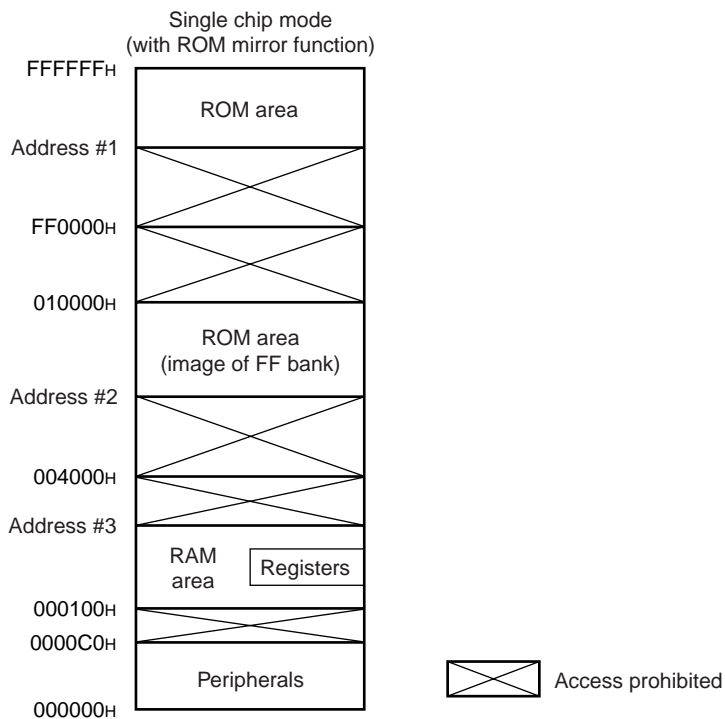 Single chip mode
(with ROM mirror function)
FFFFFFH
ROM area
Address #1
FF0000H
010000H
ROM area
(image of FF bank)
Address #2
004000H
Address #3
RAM
area
Registers
000100H
0000C0H
Peripherals
000000H
Access prohibited